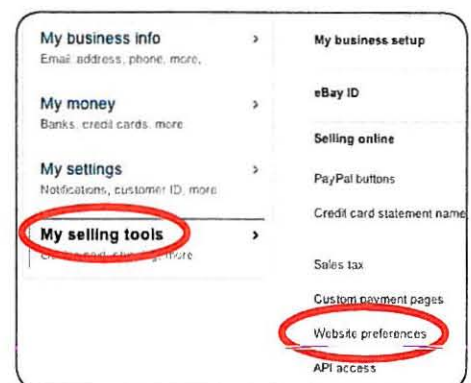 My business info >
Email address, phone, more,
My money >
Banks, credit cards, more
My settings >
Notifications, customer ID, more
My selling tools >
more
My business setup
eBay ID
Selling online
PayPal buttons
Credit card statement name
Sales tax
Custom payment pages
Website preferences
API access